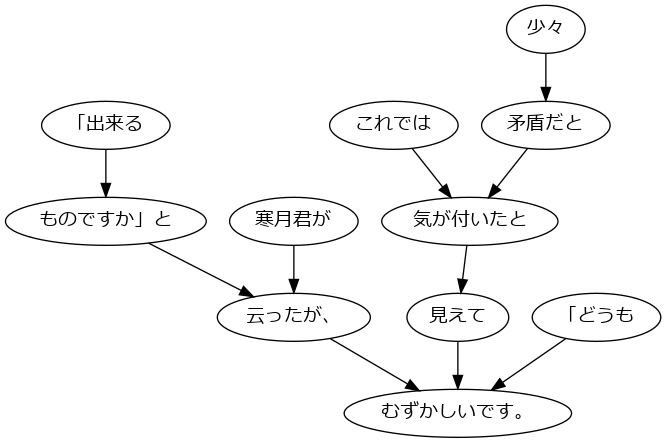 少々
「出来る
これでは
矛盾だと
ものですか」と
寒月君が
気が付いたと
云ったが、
見えて
「どうも
むずかしいです。